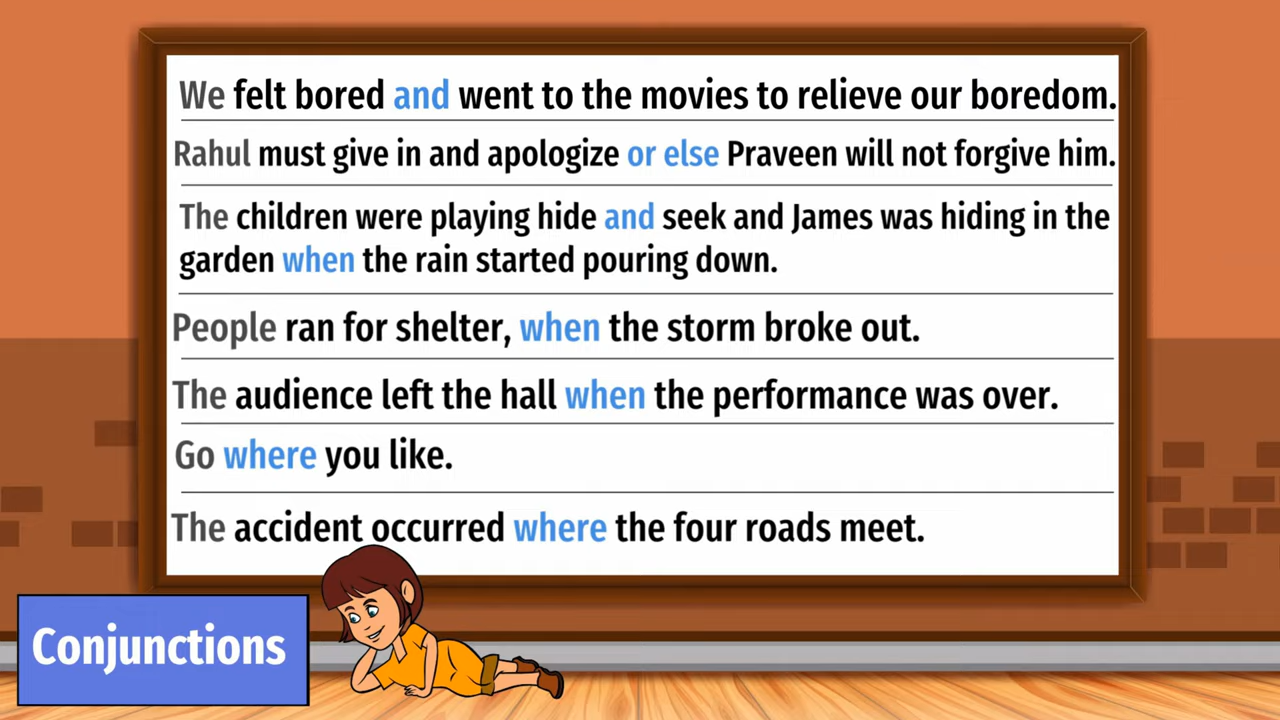 We felt bored and went to the movies to relieve our boredom.
Rahul must give in and apologize or else Praveen will not forgive him.
The children were playing hide and seek and James was hiding in the
garden when the rain started pouring down.
People ran for shelter, when the storm broke out.
The audience left the hall when the performance was over.
Go where you like.
The accident occurred where the four roads meet.
Conjunctions